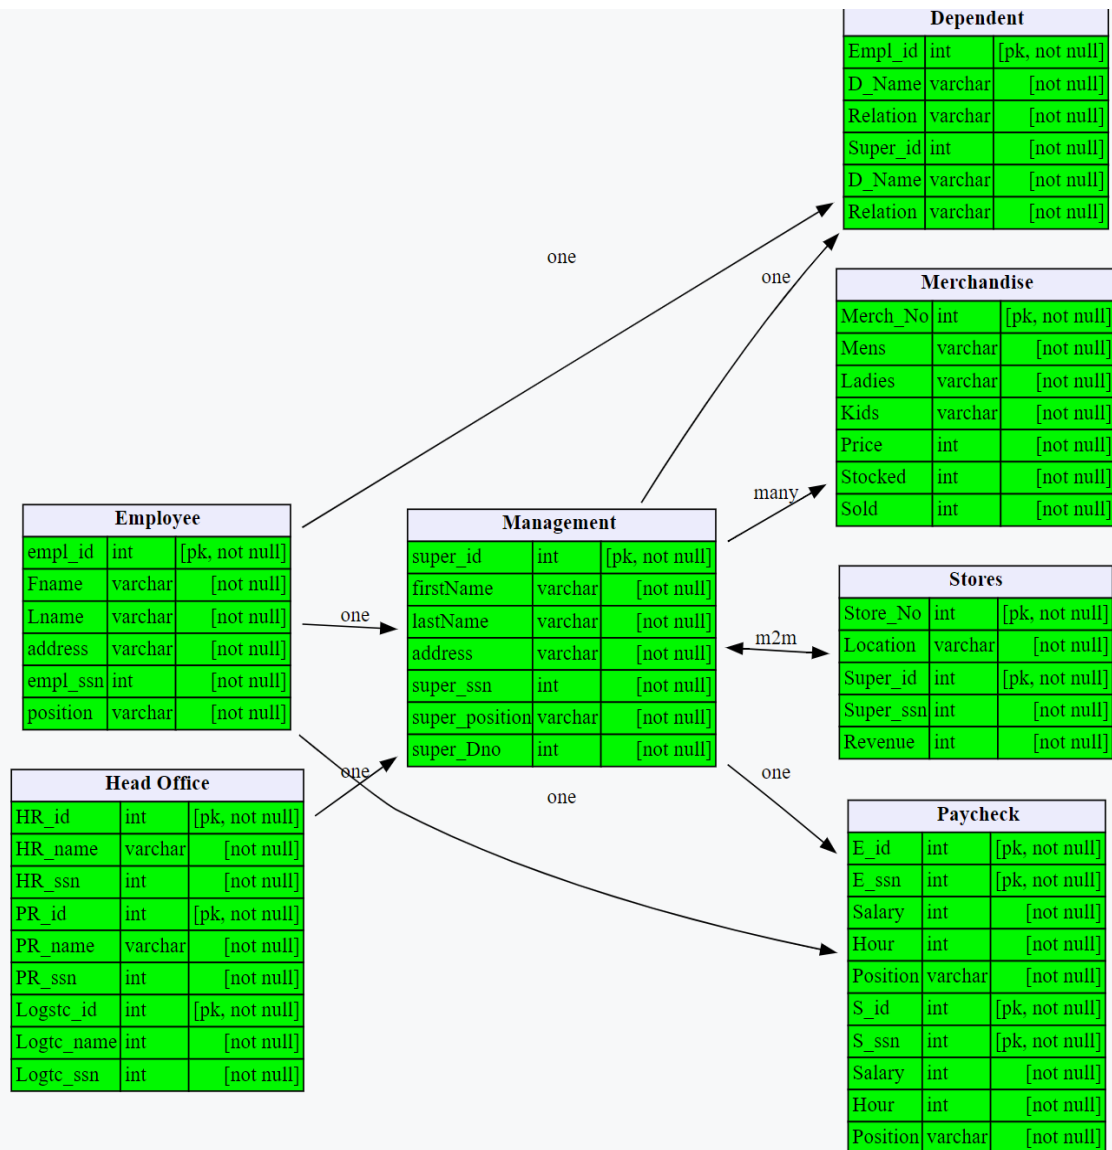 Dependent
Empl_id int [pk, not null]
D_Name varchar [not null]
Relation varchar [not null]
Super_id int [not null]
D_Name varchar [not null]
Relation varchar [not null]
one
one
Merchandise
Merch_No int [pk, not null]
Mens varchar [not null]
Ladies varchar [not null]
Kids varchar [not null]
Price int [not null]
Stocked int [not null]
Sold int [not null]
many
Employee
empl_id int [pk, not null]
Fname varchar [not null]
Lname varchar [not null]
address varchar [not null]
empl_ssn int [not null]
position varchar [not null]
one
Management
super_id int [pk, not null]
firstName varchar [not null]
lastName varchar [not null]
address varchar [not null]
super_ssn int [not null]
super_position varchar [not null]
super_Dno int [not null]
m2m
Stores
Store_No int [pk, not null]
Location varchar [not null]
Super_id int [pk, not null]
Super_ssn int [not null]
Revenue int [not null]
Head Office
HR_id int [pk, not null]
HR_name varchar [not null]
HR_ssn int [not null]
PR_id int [pk, not null]
PR_name varchar [not null]
PR_ssn int [not null]
Logstc_id int [pk, not null]
Logtc_name int [not null]
Logtc_ssn int [not null]
one
one
one
Paycheck
E_id int [pk, not null]
E_ssn int [pk, not null]
Salary int [not null]
Hour int [not null]
Position varchar [not null]
S_id int [pk, not null]
S_ssn int [pk, not null]
Salary int [not null]
Hour int [not null]
Position varchar [not null]